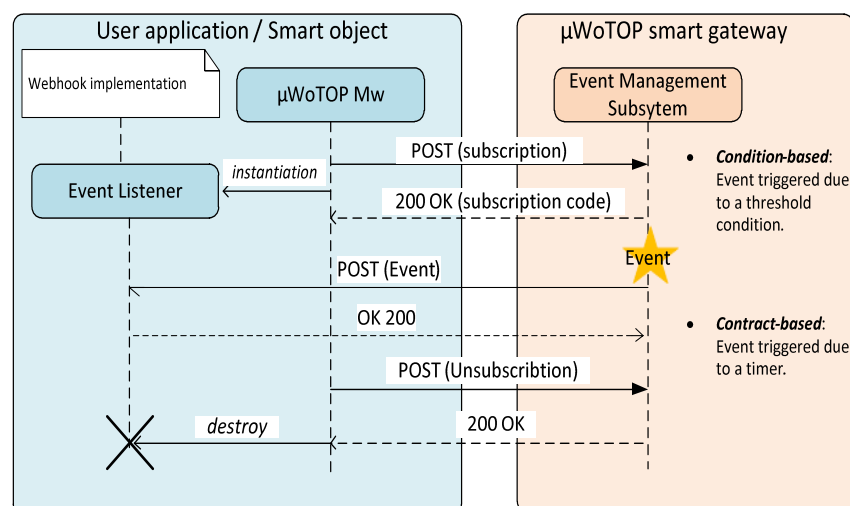 User application / Smart object
μWoTOP smart gateway
Webhook implementation
μWoTOP Mw
Event Management
Subsytem
POST (subscription)
• Condition-based:
Event triggered due
to a threshold
condition.
instantiation
Event Listener
200 OK (subscription code)
Event
POST (Event)
OK 200
• Contract-based:
Event triggered due
to a timer.
POST (Unsubscribtion)
destroy
200 OK